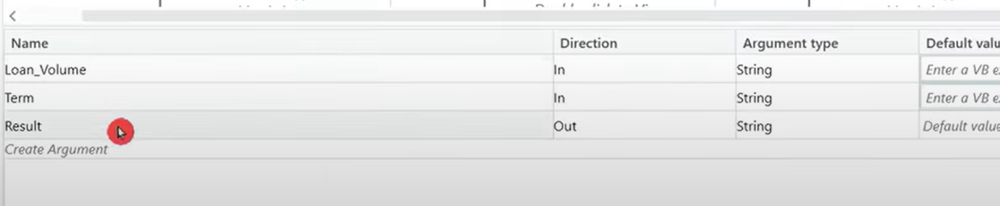 Name Direction Argument type Default valu
Loan_Volume In String Enter a VB e
Term In String Enter a VB e
Result Out String Default value
Create Argument